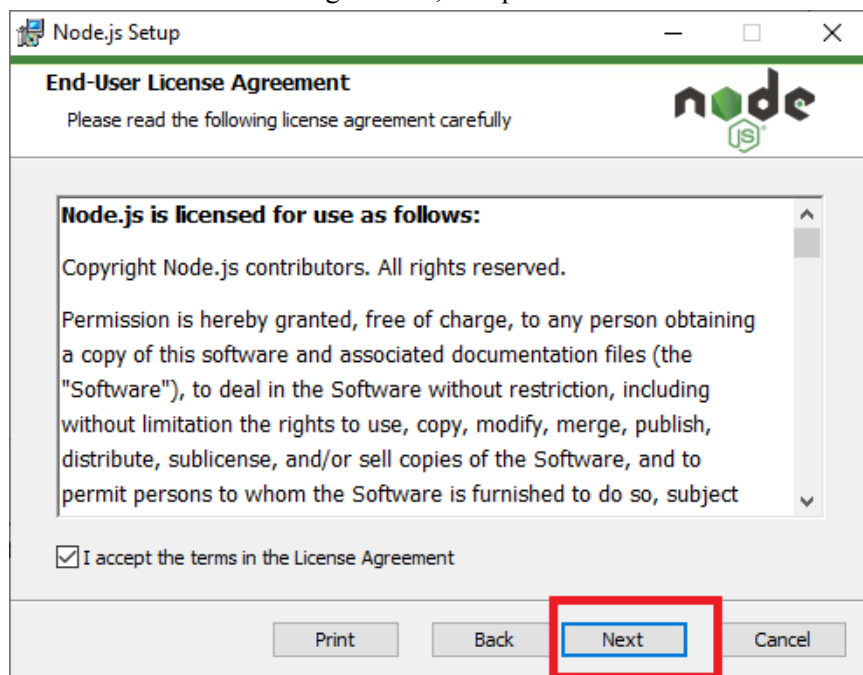 Node.js Setup
End-User License Agreement
Please read the following license agreement carefully
node
JS
Node.js is licensed for use as follows:
Copyright Node.js contributors. All rights reserved.
Permission is hereby granted, free of charge, to any person obtaining
a copy of this software and associated documentation files (the
"Software"), to deal in the Software without restriction, including
without limitation the rights to use, copy, modify, merge, publish,
distribute, sublicense, and/or sell copies of the Software, and to
permit persons to whom the Software is furnished to do so, subject
I accept the terms in the License Agreement
Print Back Next Cancel